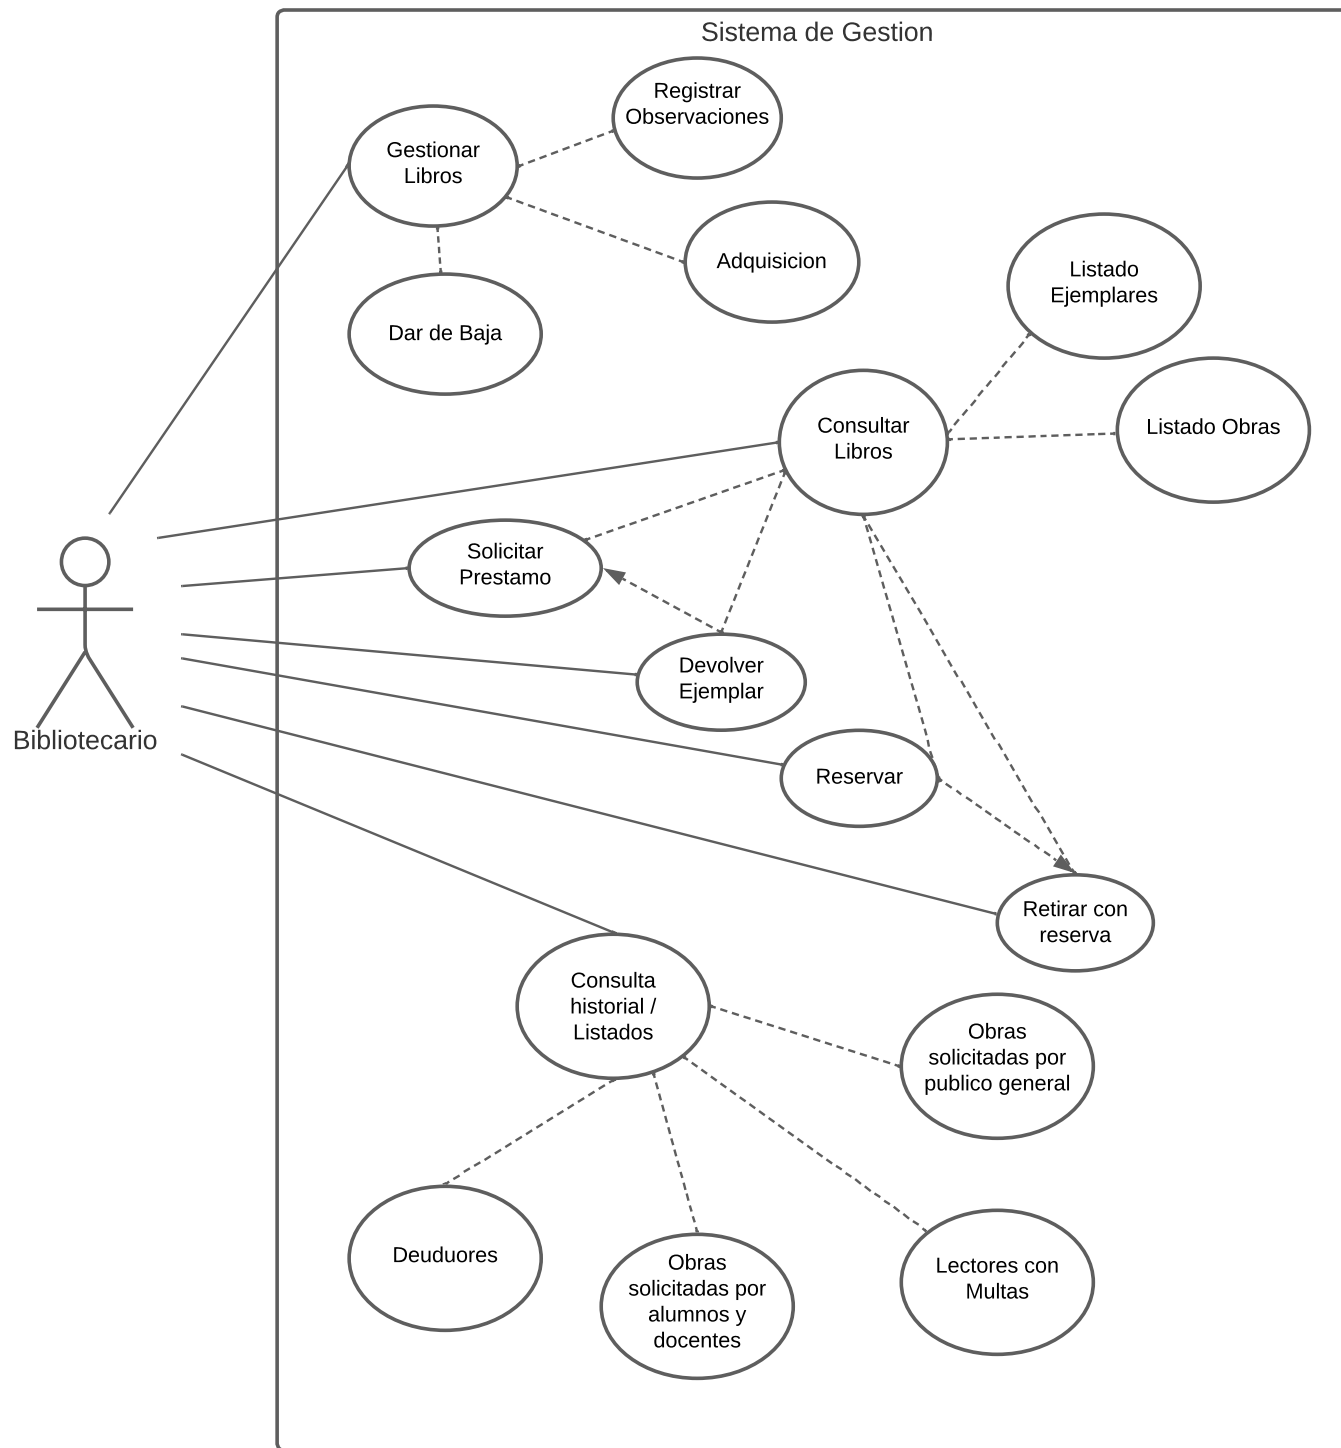 Sistema de Gestion
Registrar
Observaciones
Gestionar
Libros
Adquisicion
Listado
Ejemplares
Dar de Baja
Consultar
Libros
Listado Obras
Solicitar
Prestamo
Devolver
Ejemplar
Bibliotecario
Reservar
Retirar con
reserva
Consulta
historial /
Listados
Obras
solicitadas por
publico general
Deuduores
Obras
solicitadas por
alumnos y
docentes
Lectores con
Multas